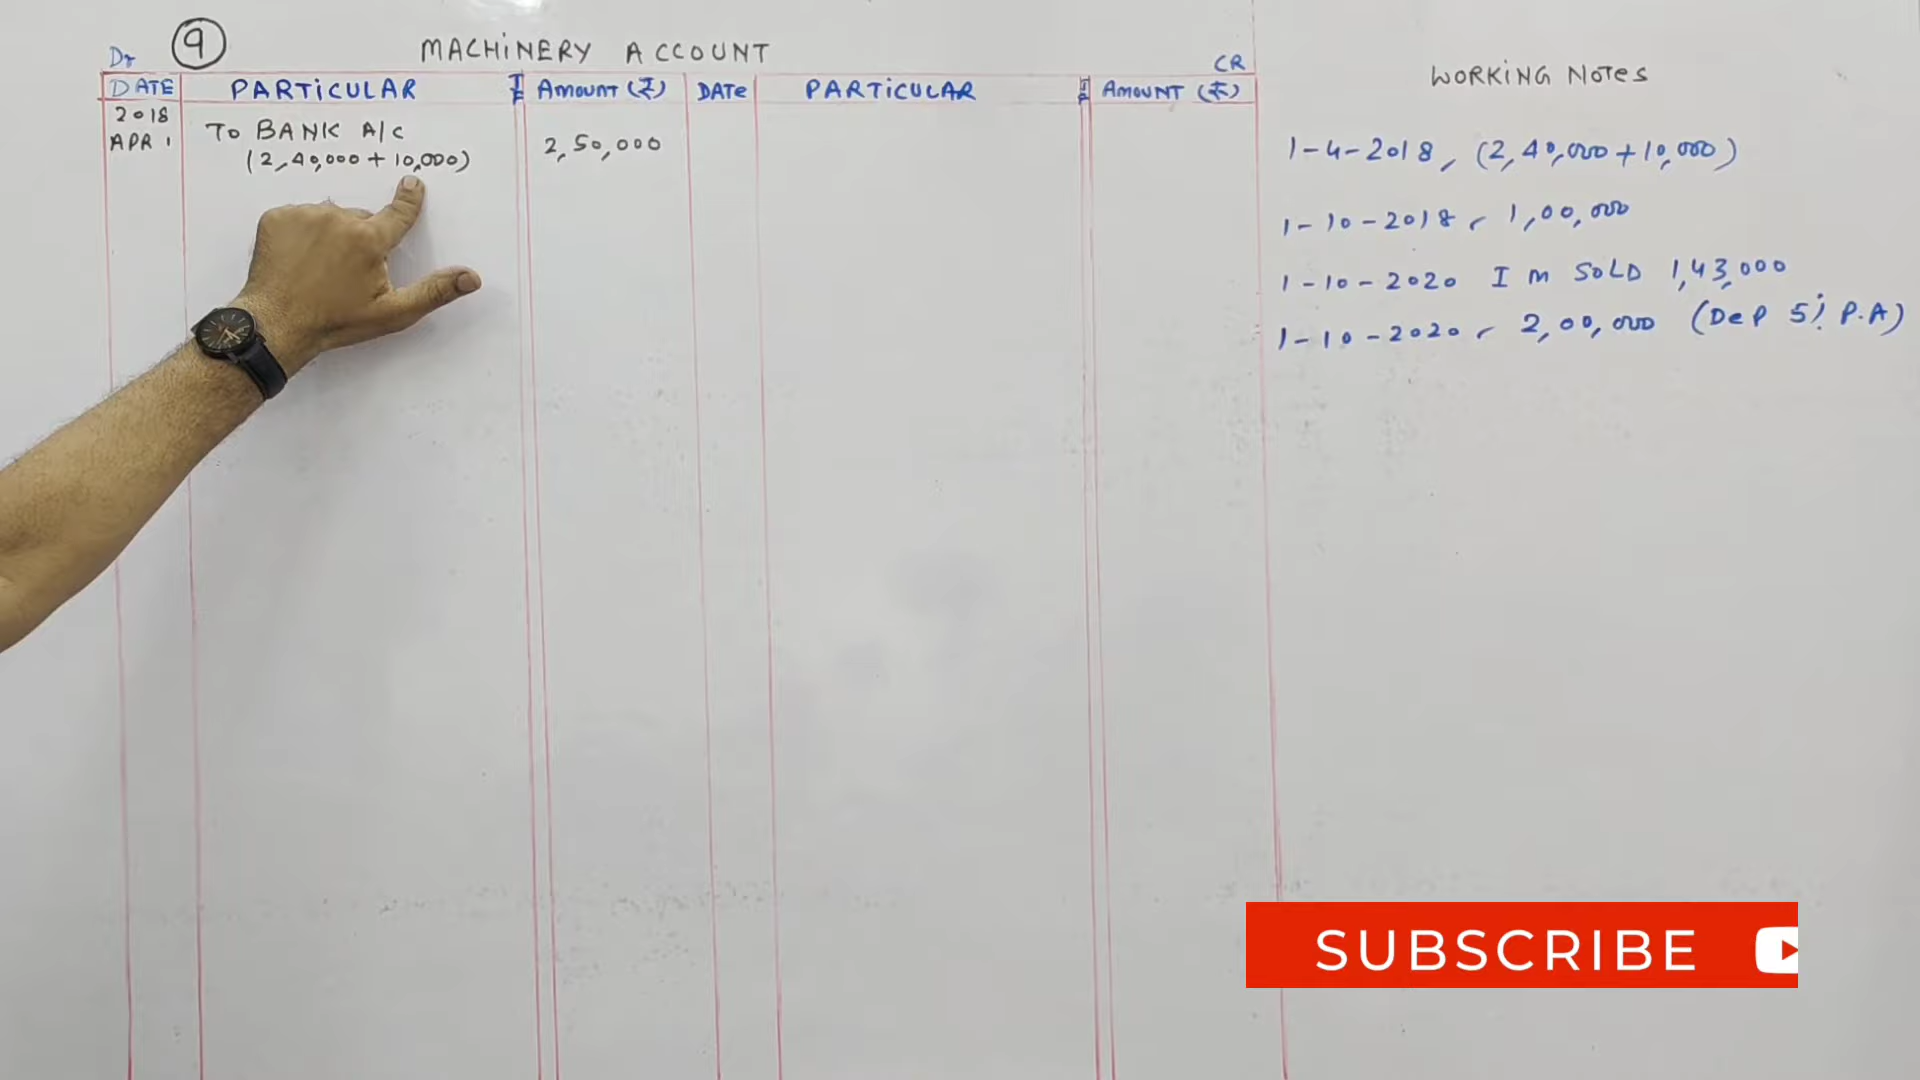 Dr 9 MACHINERY ACCOUNT CR
DATE PARTICULAR Amount (₹) DATe PARTICULAR AMOUNT (₹)
2018
APR 1 To BANK A/c 2,50,000
(2,40,000 + 10,000)
WORKING NoTes
1-4-2018, (2,40,000+10,000)
1-10-2018, 1,00,000
1-10-2020 I m SOLD 1,43,000
1-10-2020, 2,00,000 (DeP 5% P.A)
SUBSCRIBE